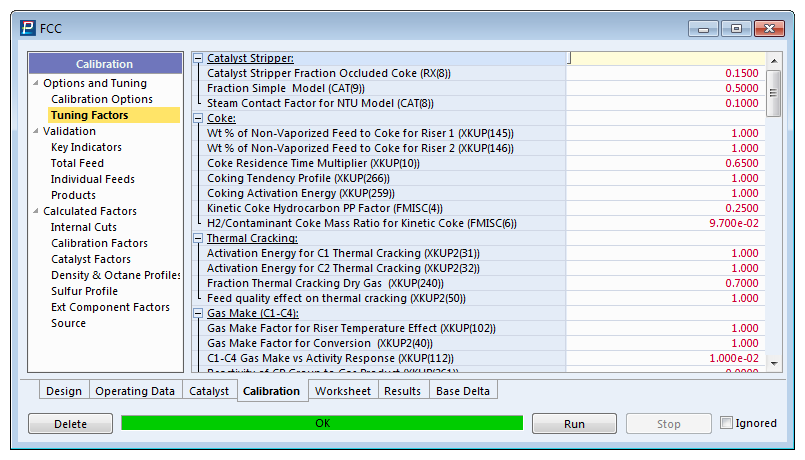 FCC
Calibration
Options and Tuning
Calibration Options
Tuning Factors
Validation
Key Indicators
Total Feed
Individual Feeds
Products
Calculated Factors
Internal Cuts
Calibration Factors
Catalyst Factors
Density & Octane Profiles
Sulfur Profile
Ext Component Factors
Source
Catalyst Stripper:
Catalyst Stripper Fraction Occluded Coke (RX(8)) 0.1500
Fraction Simple Model (CAT(9)) 0.5000
Steam Contact Factor for NTU Model (CAT(8)) 0.1000
Coke:
Wt % of Non-Vaporized Feed to Coke for Riser 1 (XKUP(145)) 1.000
Wt % of Non-Vaporized Feed to Coke for Riser 2 (XKUP(146)) 1.000
Coke Residence Time Multiplier (XKUP(10)) 0.6500
Coking Tendency Profile (XKUP(266)) 1.000
Coking Activation Energy (XKUP(259)) 1.000
Kinetic Coke Hydrocarbon PP Factor (FMISC(4)) 0.2500
H2/Contaminant Coke Mass Ratio for Kinetic Coke (FMISC(6)) 9.700e-02
Thermal Cracking:
Activation Energy for C1 Thermal Cracking (XKUP2(31)) 1.000
Activation Energy for C2 Thermal Cracking (XKUP2(32)) 1.000
Fraction Thermal Cracking Dry Gas (XKUP(240)) 0.7000
Feed quality effect on thermal cracking (XKUP2(50)) 1.000
Gas Make (C1-C4):
Gas Make Factor for Riser Temperature Effect (XKUP(102)) 1.000
Gas Make Factor for Conversion (XKUP2(40)) 1.000
C1-C4 Gas Make vs Activity Response (XKUP(112)) 1.000e-02
Design Operating Data Catalyst Calibration Worksheet Results Base Delta
Delete OK Run Stop Ignored